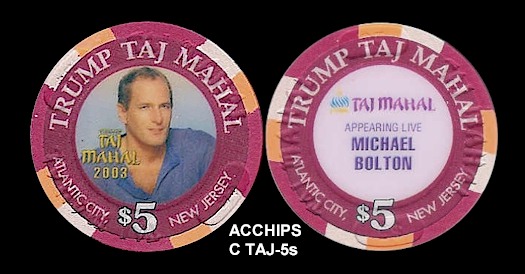 TRUMP TAJ MAHAL
TRUMP
TAJ
MAHAL
2003
ATLANTIC CITY, $5 NEW JERSEY
TRUMP TAJ MAHAL
TAJ MAHAL
APPEARING LIVE
MICHAEL
BOLTON
ATLANTIC CITY, $5 NEW JERSEY
ACCHIPS
C TAJ-5s